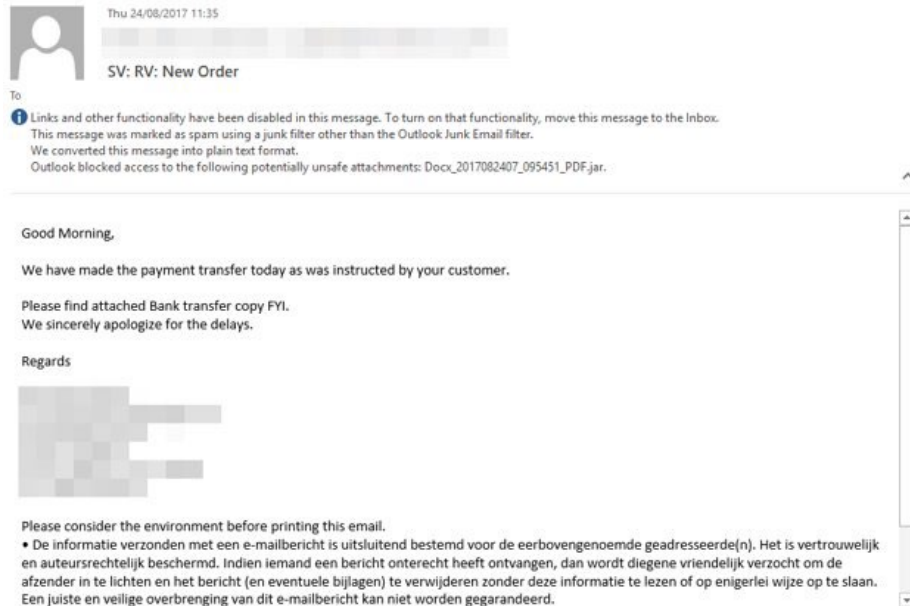 Thu 24/08/2017 11:35
SV: RV: New Order
To
Links and other functionality have been disabled in this message. To turn on that functionality, move this message to the Inbox.
This message was marked as spam using a junk filter other than the Outlook Junk Email filter.
We converted this message into plain text format.
Outlook blocked access to the following potentially unsafe attachments: Docx_2017082407_095451_PDF.jar.
Good Morning,
We have made the payment transfer today as was instructed by your customer.
Please find attached Bank transfer copy FYI.
We sincerely apologize for the delays.
Regards
Please consider the environment before printing this email.
• De informatie verzonden met een e-mailbericht is uitsluitend bestemd voor de eerbovengenoemde geadresseerde(n). Het is vertrouwelijk
en auteursrechtelijk beschermd. Indien iemand een bericht onterecht heeft ontvangen, dan wordt diegene vriendelijk verzocht om de
afzender in te lichten en het bericht (en eventuele bijlagen) te verwijderen zonder deze informatie te lezen of op enigerlei wijze op te slaan.
Een juiste en veilige overbrenging van dit e-mailbericht kan niet worden gegarandeerd.